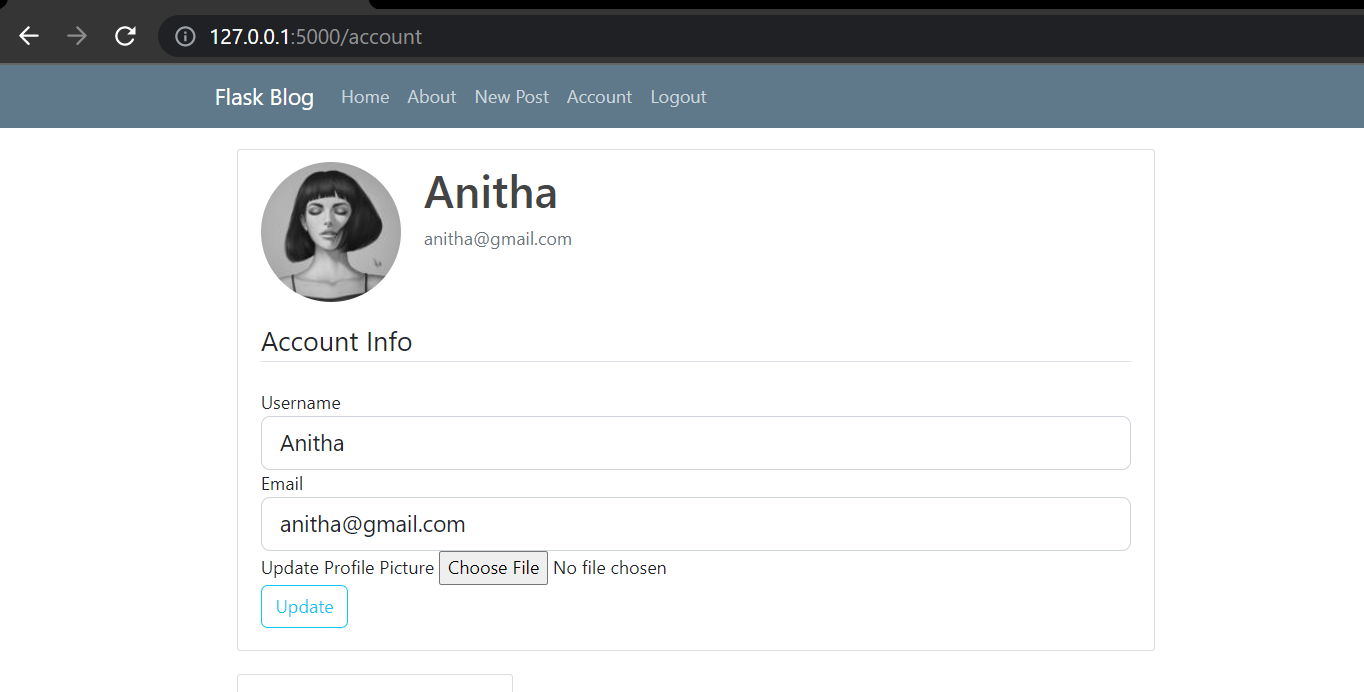 127.0.0.1:5000/account
Flask Blog Home About New Post Account Logout
Anitha
anitha@gmail.com
Account Info
Username
Anitha
Email
anitha@gmail.com
Update Profile Picture Choose File No file chosen
Update